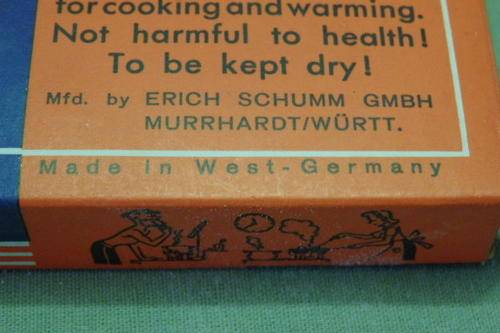 for cooking and warming.
Not harmful to health!
To be kept dry!
Mfd. by ERICH SCHUMM GMBH
MURRHARDT/WÜRTT.
Made in West-Germany